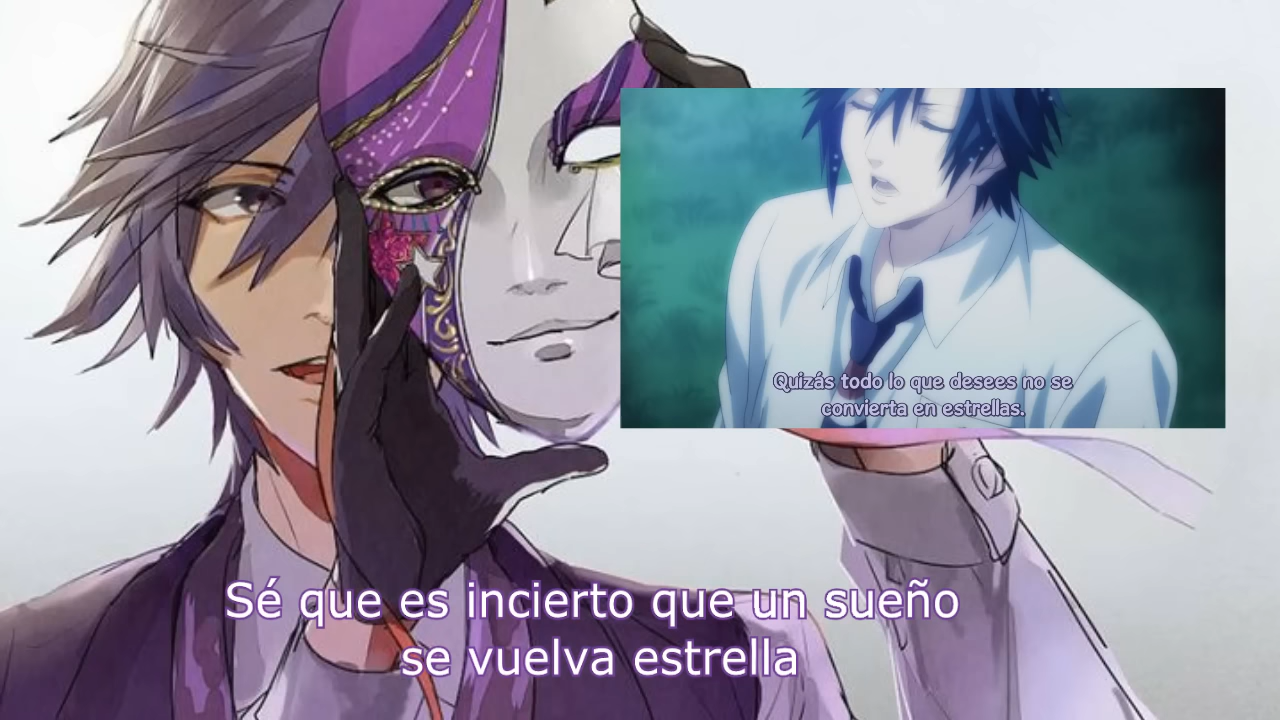 Quizás todo lo que desees no se
convierta en estrellas.
Sé que es incierto que un sueño
se vuelva estrella